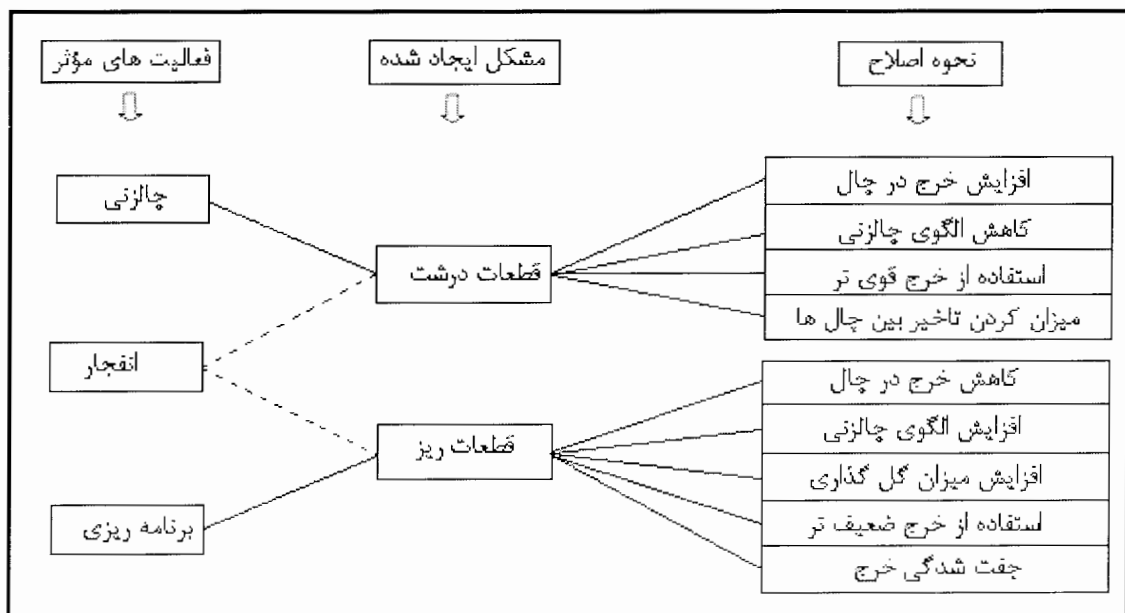 فعالیت های مؤثر
مشکل ایجاد شده
نحوه اصلاح
چالزنی
انفجار
برنامه ریزی
قطعات درشت
قطعات ریز
افزایش خرج در چال
کاهش الگوی چالزنی
استفاده از خرج قوی تر
میزان کردن تاخیر بین چال ها
کاهش خرج در چال
افزایش الگوی چالزنی
افزایش میزان گل گذاری
استفاده از خرج ضعیف تر
جفت شدگی خرج